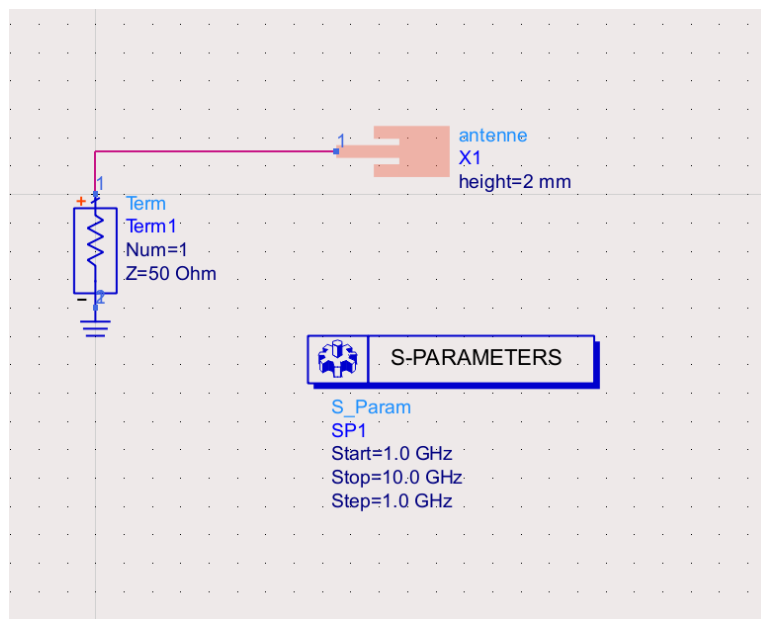 1
antenne
X1
height=2 mm
1
+
Term
Term1
Num=1
Z=50 Ohm
−
2
S-PARAMETERS
S_Param
SP1
Start=1.0 GHz
Stop=10.0 GHz
Step=1.0 GHz